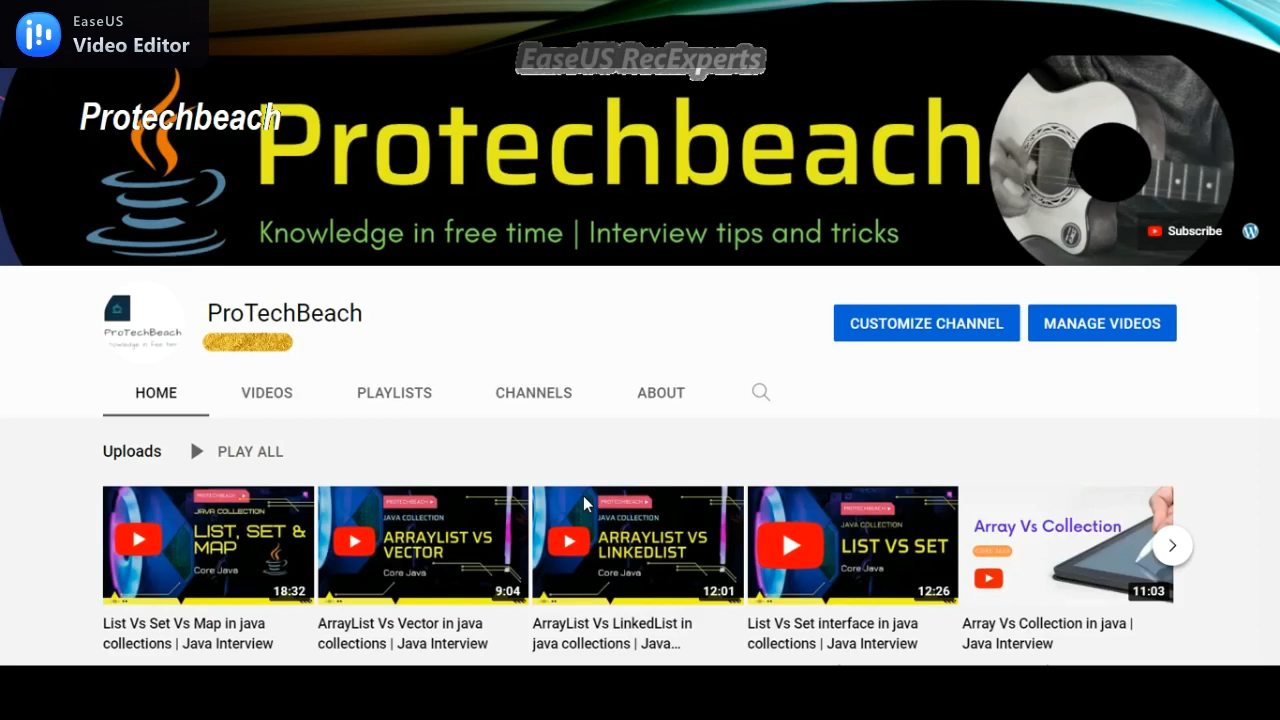 EaseUS
Video Editor
EaseUS RecExperts
Protechbeach
Protechbeach
Knowledge in free time | Interview tips and tricks
Subscribe
ProTechBeach
ProTechBeach
CUSTOMIZE CHANNEL
MANAGE VIDEOS
HOME
VIDEOS
PLAYLISTS
CHANNELS
ABOUT
Uploads
PLAY ALL
PROTECHBEACH
JAVA COLLECTION
LIST, SET &
MAP
Core Java
18:32
PROTECHBEACH
JAVA COLLECTION
ARRAYLIST VS
VECTOR
Core Java
9:04
PROTECHBEACH
JAVA COLLECTION
ARRAYLIST VS
LINKEDLIST
Core Java
12:01
PROTECHBEACH
JAVA COLLECTION
LIST VS SET
Core Java
12:26
Array Vs Collection
11:03
List Vs Set Vs Map in java
collections | Java Interview
ArrayList Vs Vector in java
collections | Java Interview
ArrayList Vs LinkedList in
java collections | Java...
List Vs Set interface in java
collections | Java Interview
Array Vs Collection in java |
Java Interview